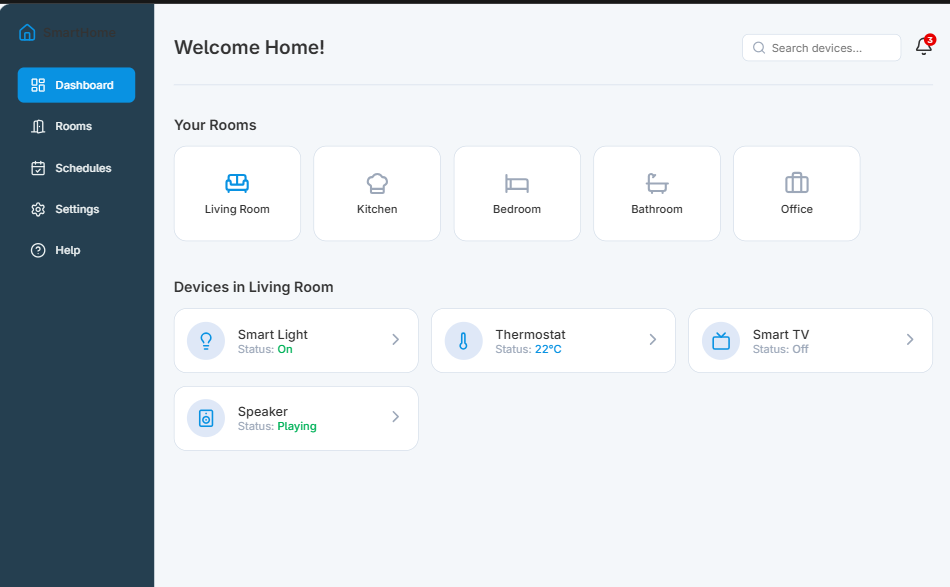 SmartHome
Dashboard
Rooms
Schedules
Settings
Help
Welcome Home!
Search devices...
3
Your Rooms
Living Room
Kitchen
Bedroom
Bathroom
Office
Devices in Living Room
Smart Light
Status: On
Thermostat
Status: 22°C
Smart TV
Status: Off
Speaker
Status: Playing